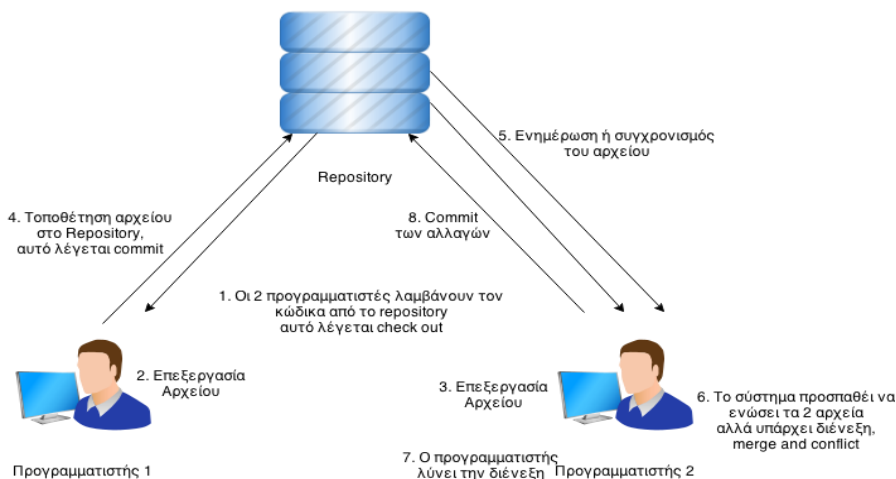 Repository
5. Ενημέρωση ή συγχρονισμός
του αρχείου
4. Τοποθέτηση αρχείου
στο Repository,
αυτό λέγεται commit
8. Commit
των αλλαγών
1. Οι 2 προγραμματιστές λαμβάνουν τον
κώδικα από το repository
αυτό λέγεται check out
2. Επεξεργασία
Αρχείου
3. Επεξεργασία
Αρχείου
6. Το σύστημα προσπαθέί να
ενώσει τα 2 αρχεία
αλλά υπάρχει διένεξη,
merge and conflict
7. Ο προγραμματιστής
λύνει την διένεξη
Προγραμματιστής 1
Προγραμματιστής 2